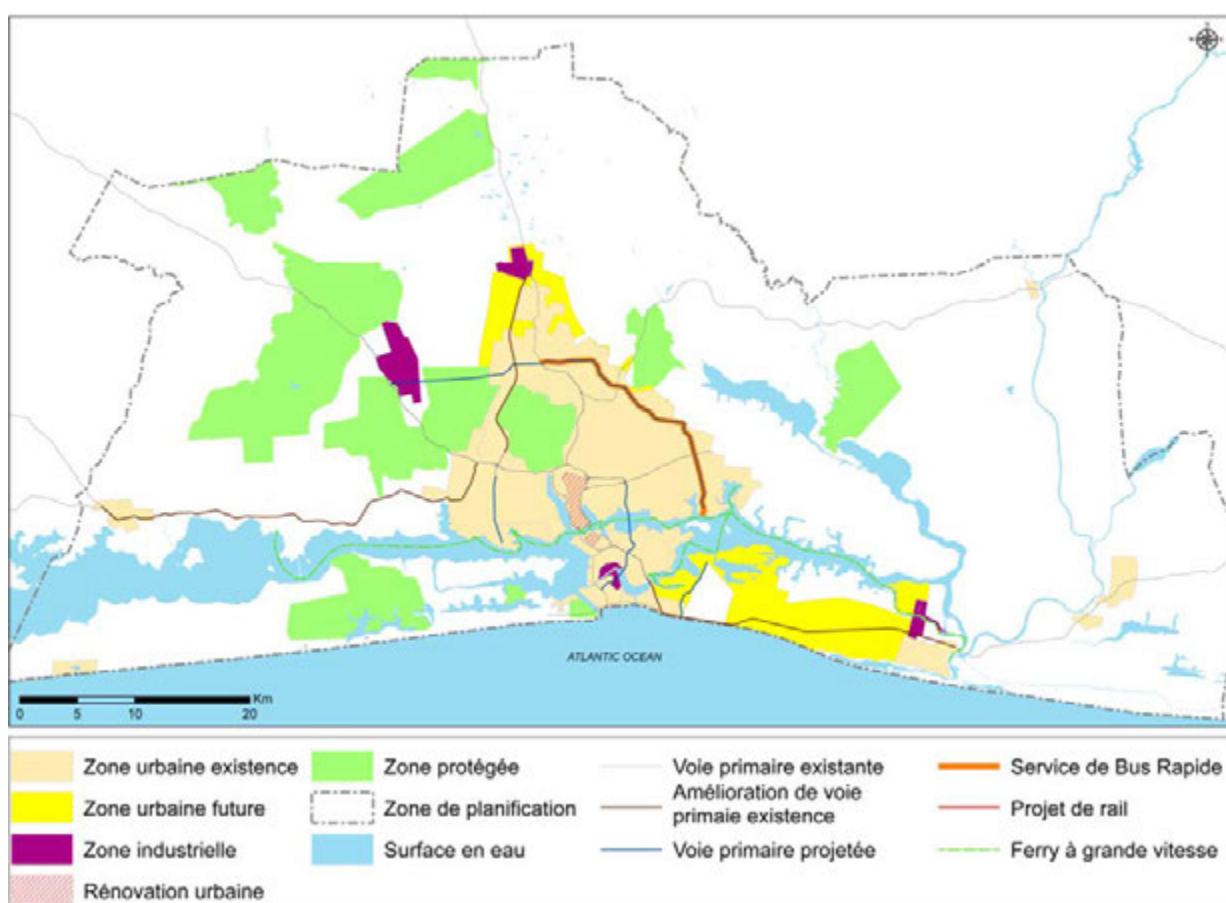 ATLANTIC OCEAN
Km
0 5 10 20
Zone urbaine existence
Zone urbaine future
Zone industrielle
Rénovation urbaine
Zone protégée
Zone de planification
Surface en eau
Voie primaire existante
Amélioration de voie
primaie existence
Voie primaire projetée
Service de Bus Rapide
Projet de rail
Ferry à grande vitesse